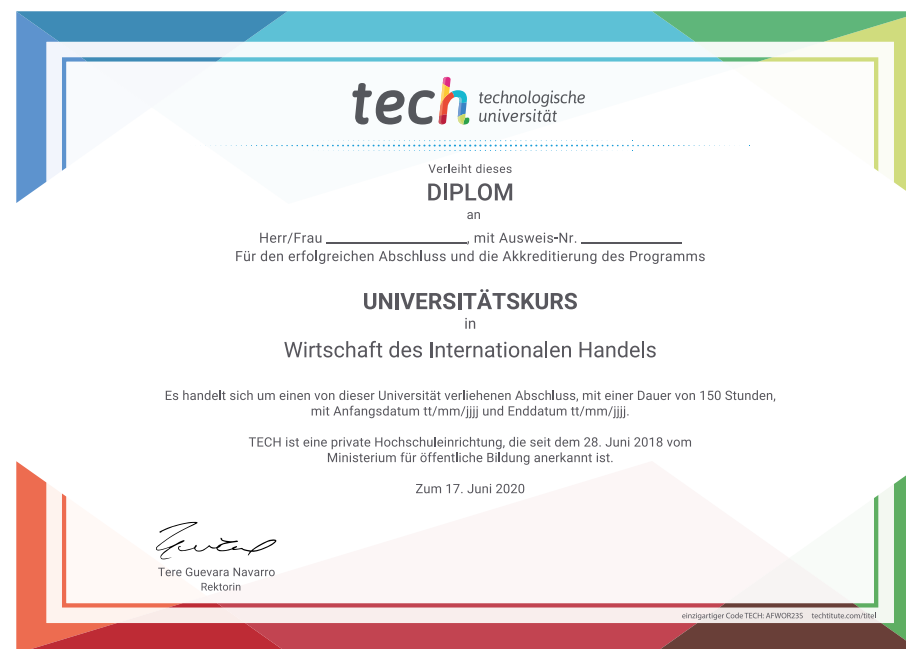 tech technologische
universität
Verleiht dieses
DIPLOM
an
Herr/Frau ____________________, mit Ausweis-Nr. ______________
Für den erfolgreichen Abschluss und die Akkreditierung des Programms
UNIVERSITÄTSKURS
in
Wirtschaft des Internationalen Handels
Es handelt sich um einen von dieser Universität verliehenen Abschluss, mit einer Dauer von 150 Stunden,
mit Anfangsdatum tt/mm/jjjj und Enddatum tt/mm/jjjj.
TECH ist eine private Hochschuleinrichtung, die seit dem 28. Juni 2018 vom
Ministerium für öffentliche Bildung anerkannt ist.
Zum 17. Juni 2020
Tere Guevara Navarro
Rektorin
einzigartiger Code TECH: AFWOR235 techtitute.com/titel